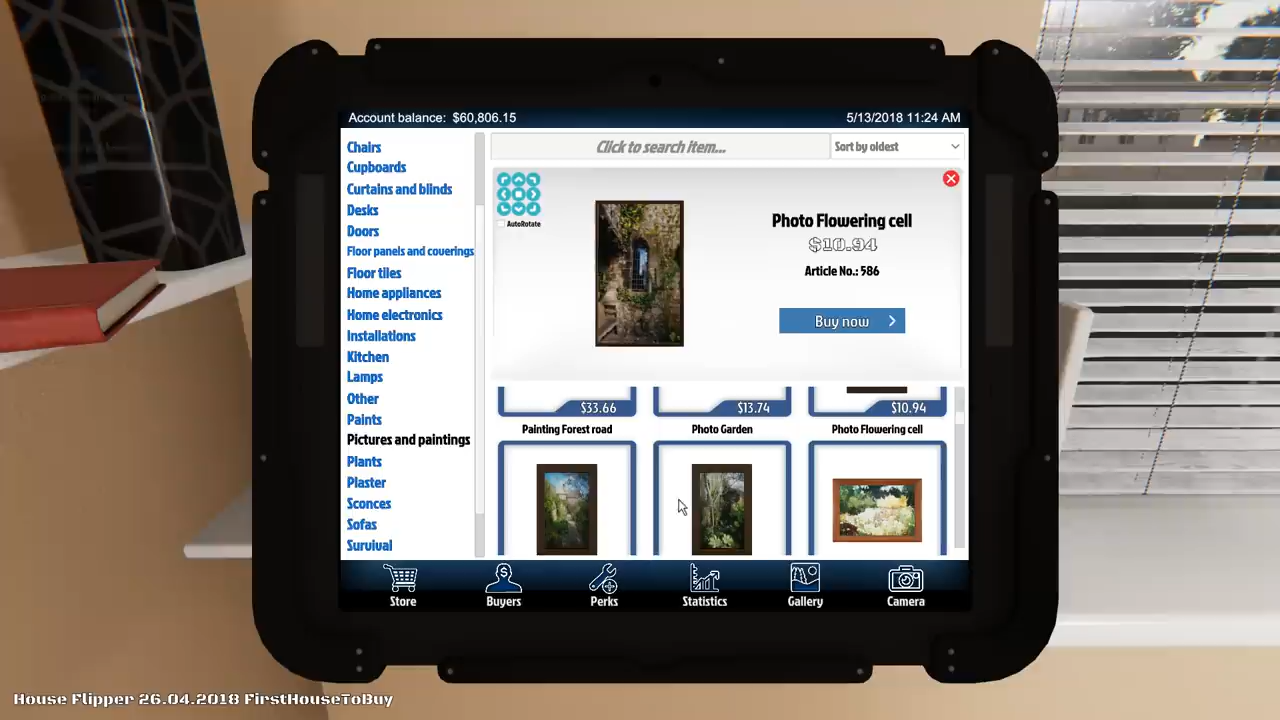 Account balance: $60,806.15
5/13/2018 11:24 AM
Chairs
Cupboards
Curtains and blinds
Desks
Doors
Floor panels and coverings
Floor tiles
Home appliances
Home electronics
Installations
Kitchen
Lamps
Other
Paints
Pictures and paintings
Plants
Plaster
Sconces
Sofas
Survival
Click to search item...
Sort by oldest
AutoRotate
Photo Flowering cell
$10.94
Article No.: 586
Buy now
$33.66
$13.74
$10.94
Painting Forest road
Photo Garden
Photo Flowering cell
Store
Buyers
Perks
Statistics
Gallery
Camera
House Flipper 26.04.2018 FirstHouseToBuy